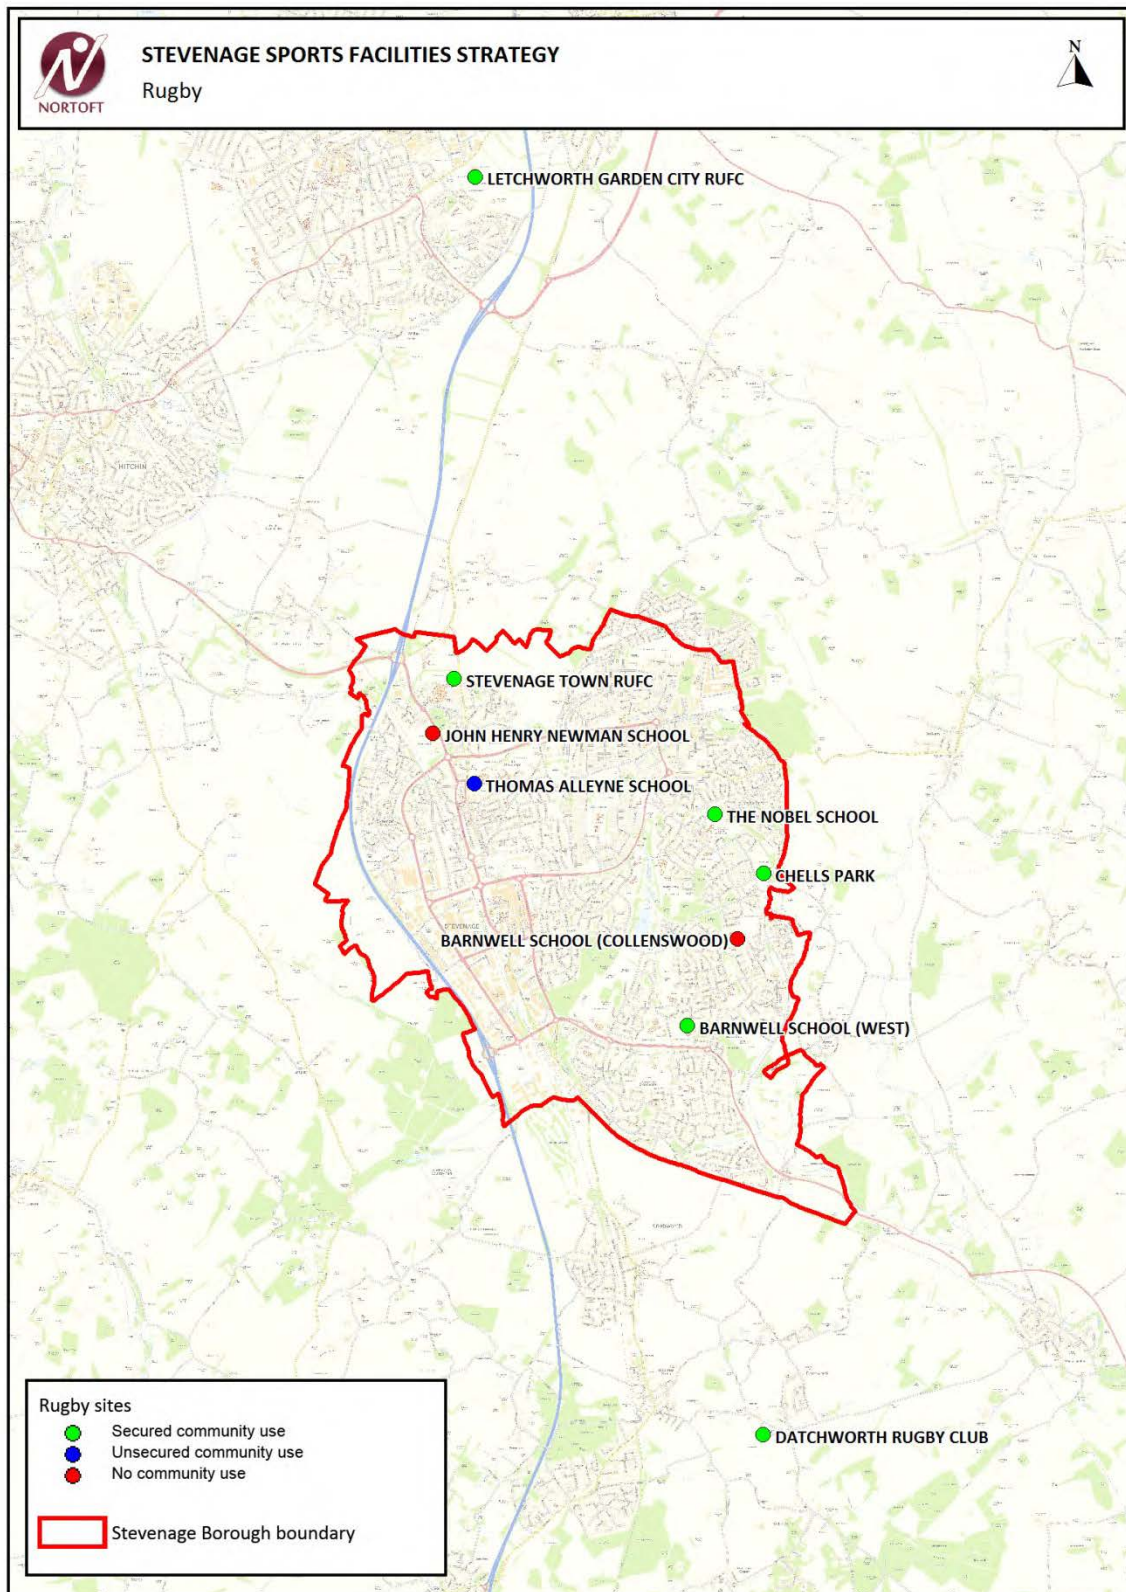 STEVENAGE SPORTS FACILITIES STRATEGY
Rugby
N
NORTOFT
LETCHWORTH GARDEN CITY RUFC
HITCHIN
STEVENAGE TOWN RUFC
JOHN HENRY NEWMAN SCHOOL
THOMAS ALLEYNE SCHOOL
THE NOBEL SCHOOL
CHELLS PARK
STEVENAGE
BARNWELL SCHOOL (COLLENSWOOD)
BARNWELL SCHOOL (WEST)
Rugby sites
Secured community use
Unsecured community use
No community use
Stevenage Borough boundary
DATCHWORTH RUGBY CLUB